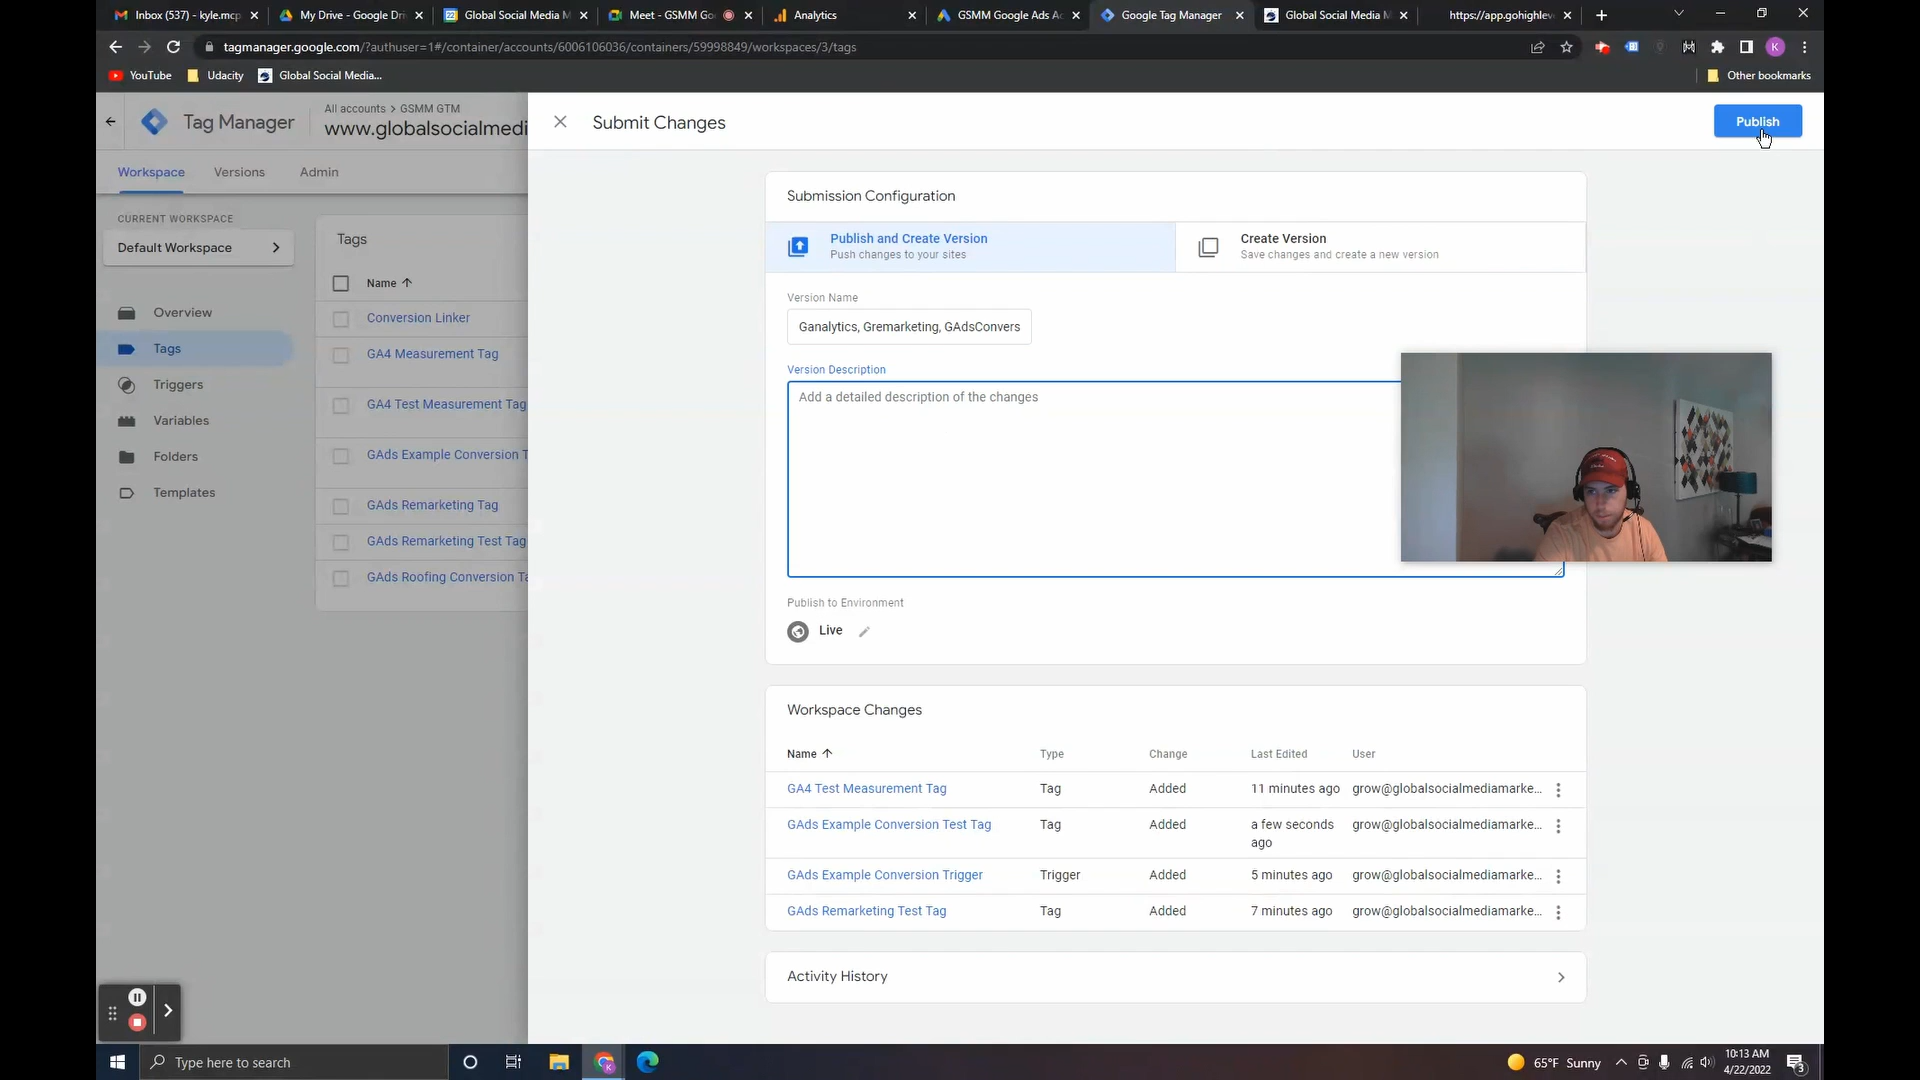 Inbox (537) - kyle.mcp
My Drive - Google Dri
Global Social Media M
Meet - GSMM Go
Analytics
GSMM Google Ads Ac
Google Tag Manager
Global Social Media M
https://app.gohighleve
tagmanager.google.com/?authuser=1#/container/accounts/6006106036/containers/59998849/workspaces/3/tags
YouTube
Udacity
Global Social Media...
Other bookmarks
Tag Manager
All accounts > GSMM GTM
www.globalsocialmedi
Submit Changes
Publish
Workspace
Versions
Admin
CURRENT WORKSPACE
Default Workspace
Overview
Tags
Triggers
Variables
Folders
Templates
Tags
Name
Conversion Linker
GA4 Measurement Tag
GA4 Test Measurement Tag
GAds Example Conversion T
GAds Remarketing Tag
GAds Remarketing Test Tag
GAds Roofing Conversion Ta
Submission Configuration
Publish and Create Version
Push changes to your sites
Create Version
Save changes and create a new version
Version Name
Ganalytics, Gremarketing, GAdsConvers
Version Description
Add a detailed description of the changes
Publish to Environment
Live
Workspace Changes
Name Type Change Last Edited User
GA4 Test Measurement Tag Tag Added 11 minutes ago grow@globalsocialmediamarke...
GAds Example Conversion Test Tag Tag Added a few seconds ago grow@globalsocialmediamarke...
GAds Example Conversion Trigger Trigger Added 5 minutes ago grow@globalsocialmediamarke...
GAds Remarketing Test Tag Tag Added 7 minutes ago grow@globalsocialmediamarke...
Activity History
Type here to search
65°F Sunny
10:13 AM
4/22/2022
3